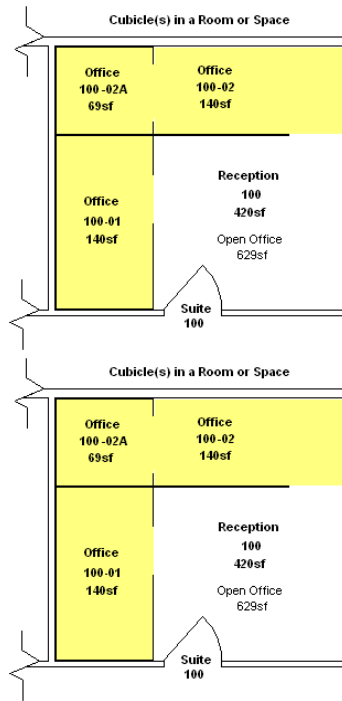 Cubicle(s) in a Room or Space
Office
100-02A
69sf
Office
100-02
140sf
Office
100-01
140sf
Reception
100
420sf
Open Office
629sf
Suite
100
Cubicle(s) in a Room or Space
Office
100-02A
69sf
Office
100-02
140sf
Office
100-01
140sf
Reception
100
420sf
Open Office
629sf
Suite
100